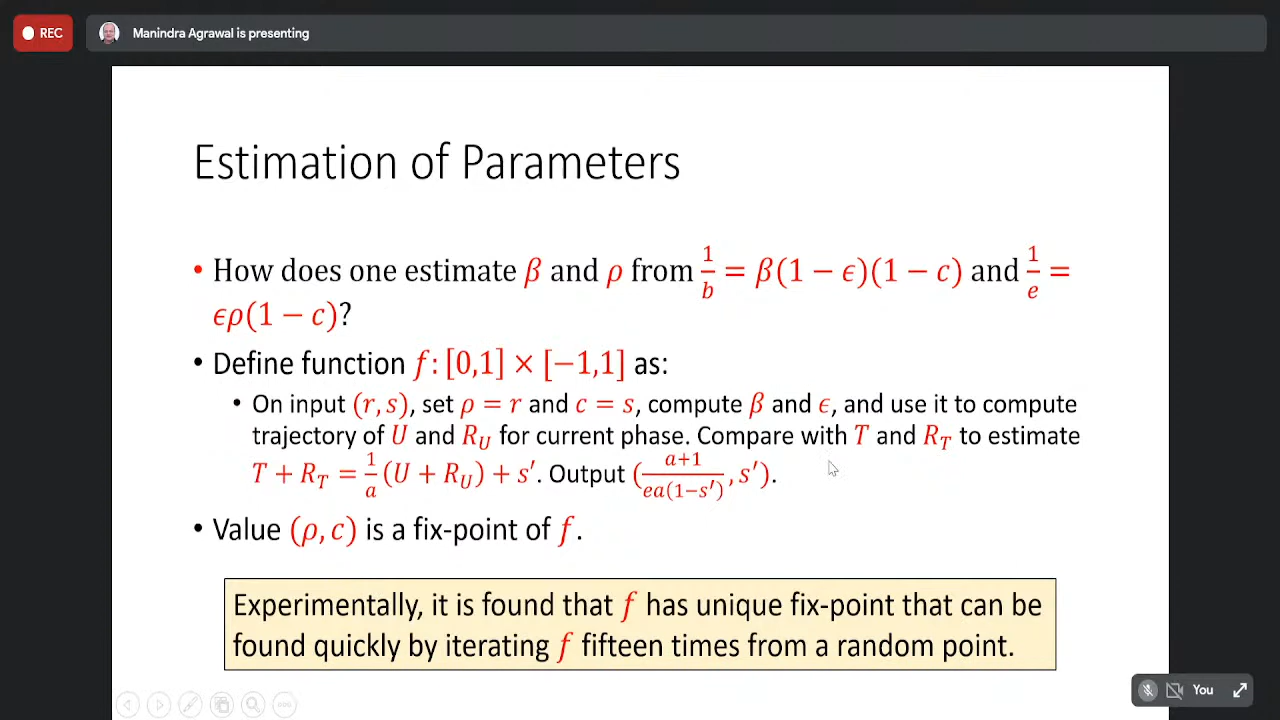 REC
Manindra Agrawal is presenting
Estimation of Parameters
• How does one estimate β and ρ from 1/b = β(1 − ϵ)(1 − c) and 1/e =
ϵρ(1 − c)?
• Define function f: [0,1] × [−1,1] as:
• On input (r, s), set ρ = r and c = s, compute β and ϵ, and use it to compute
trajectory of U and R_U for current phase. Compare with T and R_T to estimate
T + R_T = 1/a (U + R_U) + s′. Output (a+1/ea(1−s′), s′).
• Value (ρ, c) is a fix-point of f.
Experimentally, it is found that f has unique fix-point that can be
found quickly by iterating f fifteen times from a random point.
You